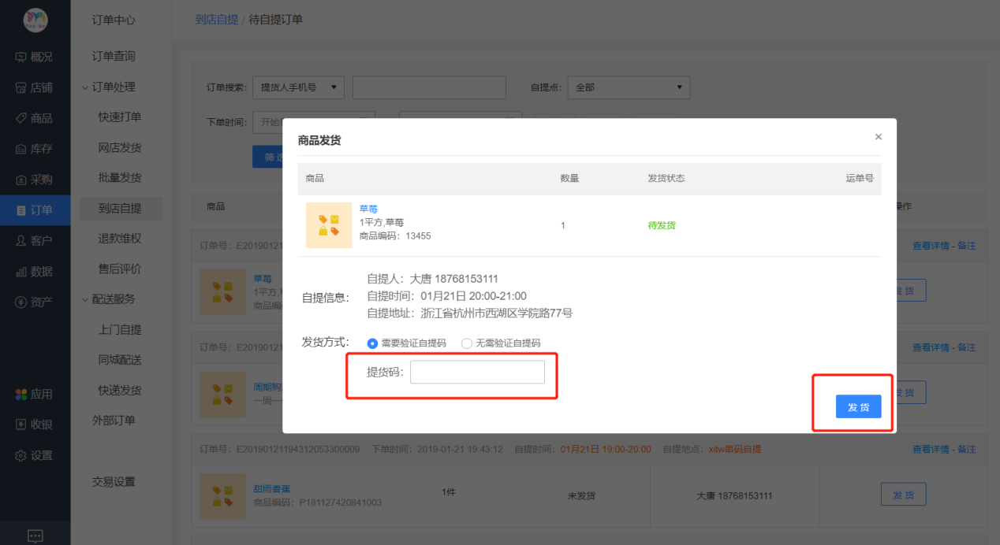 订单中心
到店自提 / 待自提订单
概况
店铺
商品
库存
采购
订单
客户
数据
资产
应用
收银
设置
订单查询
订单处理
快速打单
网店发货
批量发货
到店自提
退款维权
售后评价
配送服务
上门自提
同城配送
快递发货
外部订单
交易设置
订单搜索: 提货人手机号 自提点: 全部
下单时间: 开始
筛
商品
操作
商品发货 ×
商品 数量 发货状态 运单号
草莓
1平方,草莓
商品编码: 13455
1 待发货
自提信息:
自提人: 大唐 18768153111
自提时间: 01月21日 20:00-21:00
自提地址: 浙江省杭州市西湖区学院路77号
发货方式: 需要验证自提码 无需验证自提码
提货码:
发货
订单号: E20190121
查看详情 - 备注
草莓
1平方,
商品编
发货
订单号: E20190121
查看详情 - 备注
周期购
一周一
发货
订单号: E20190121194312053300009 下单时间: 2019-01-21 19:43:12 自提时间: 01月21日 19:00-20:00 自提地点: xitw串码自提 查看详情 - 备注
甜雨香蕉
商品编码: P181127420841003
1件 未发货 大唐 18768153111 发货